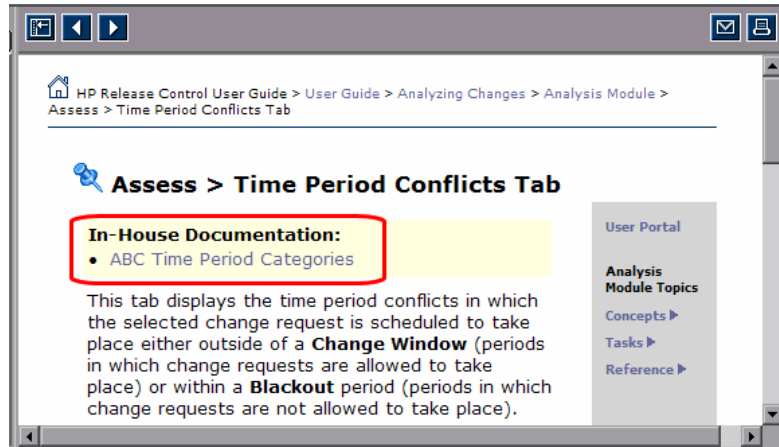 HP Release Control User Guide > User Guide > Analyzing Changes > Analysis Module >
Assess > Time Period Conflicts Tab
Assess > Time Period Conflicts Tab
In-House Documentation:
• ABC Time Period Categories
This tab displays the time period conflicts in which
the selected change request is scheduled to take
place either outside of a Change Window (periods
in which change requests are allowed to take
place) or within a Blackout period (periods in which
change requests are not allowed to take place).
User Portal
Analysis
Module Topics
Concepts
Tasks
Reference